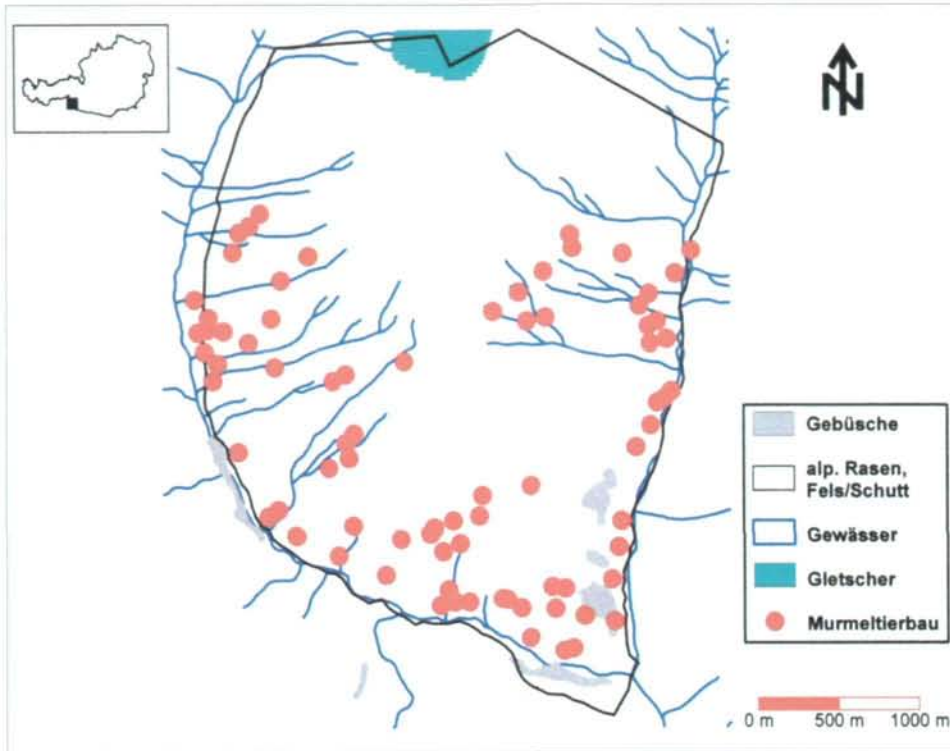 N
Gebüsche
alp. Rasen,
Fels/Schutt
Gewässer
Gletscher
Murmeltierbau
0 m 500 m 1000 m